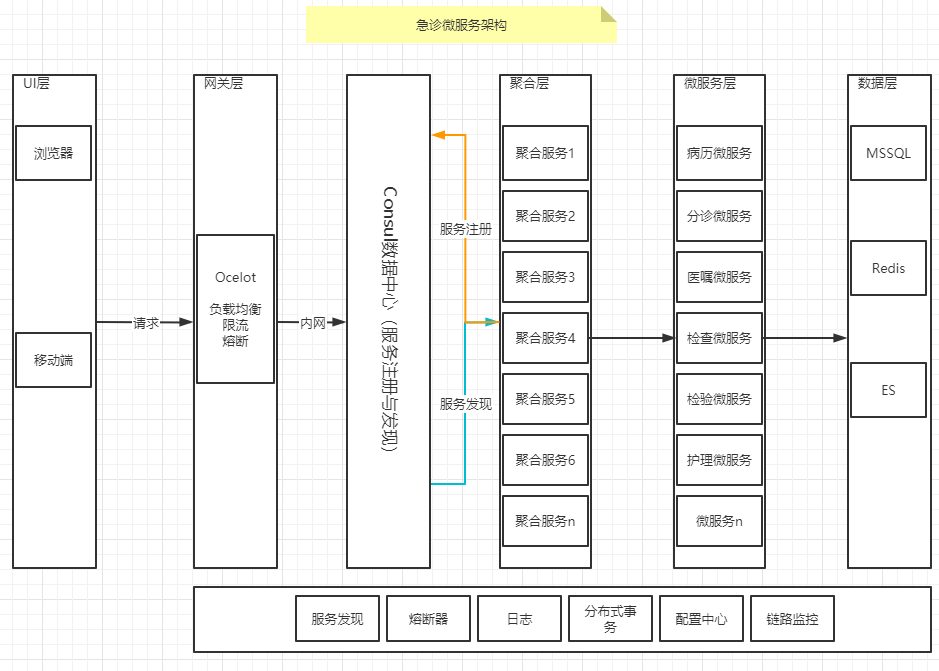 急诊微服务架构
UI层
浏览器
移动端
请求
网关层
Ocelot
负载均衡
限流
熔断
内网
Consul数据中心（服务注册与发现）
服务注册
服务发现
聚合层
聚合服务1
聚合服务2
聚合服务3
聚合服务4
聚合服务5
聚合服务6
聚合服务n
微服务层
病历微服务
分诊微服务
医嘱微服务
检查微服务
检验微服务
护理微服务
微服务n
数据层
MSSQL
Redis
ES
服务发现
熔断器
日志
分布式事
务
配置中心
链路监控